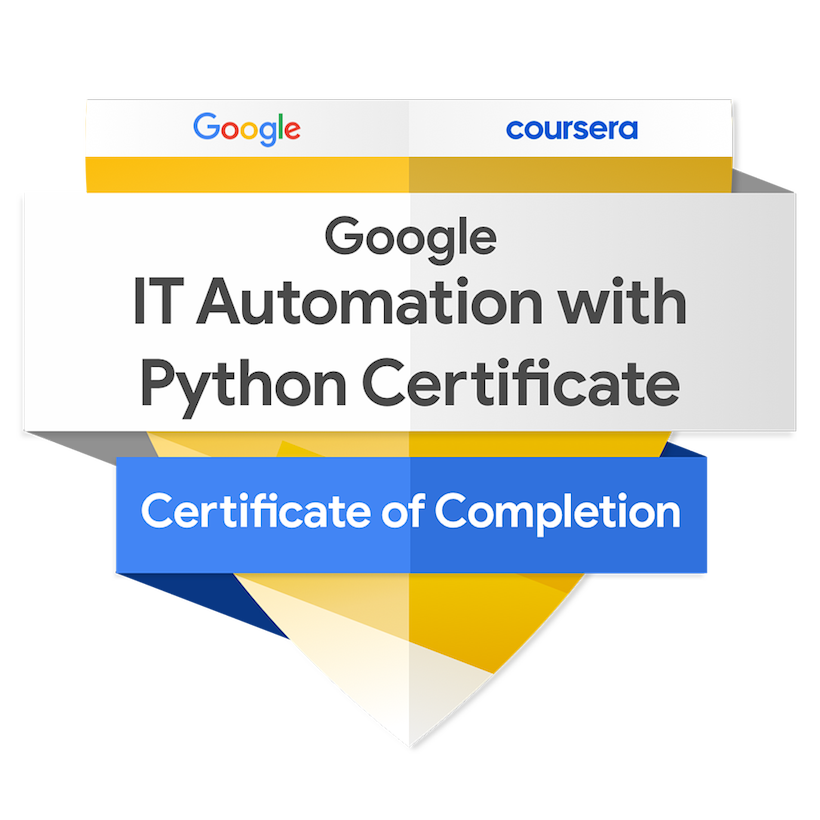 Google coursera
Google
IT Automation with
Python Certificate
Certificate of Completion